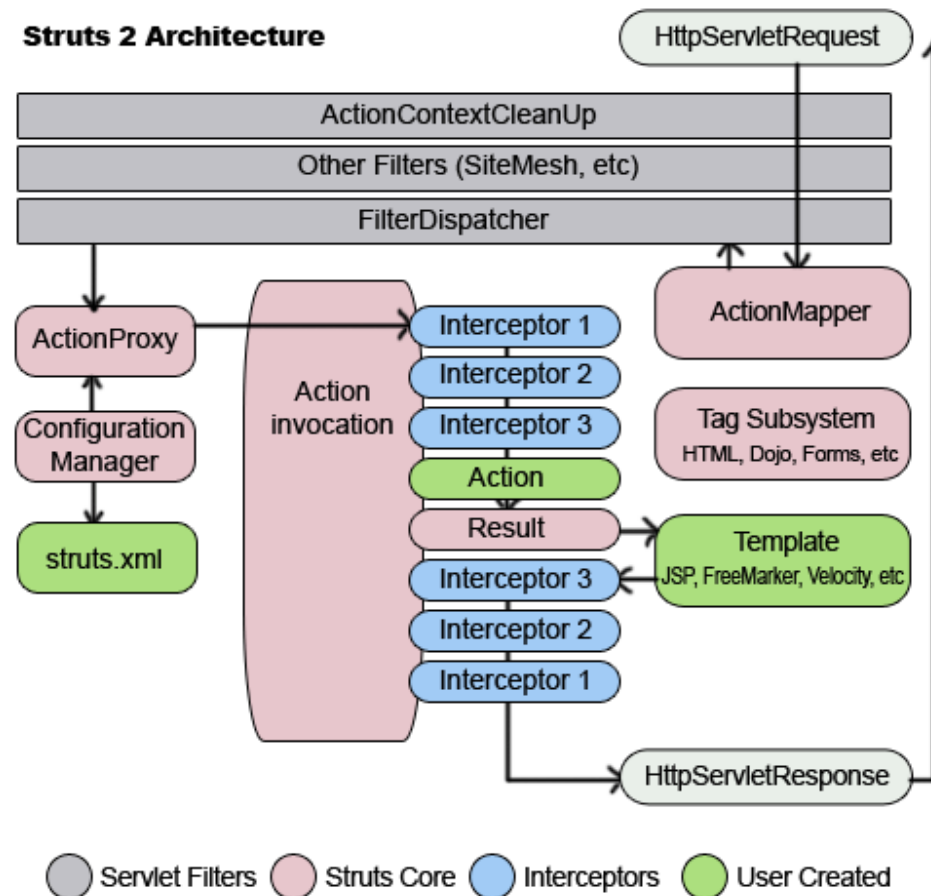 Struts 2 Architecture
HttpServletRequest
ActionContextCleanUp
Other Filters (SiteMesh, etc)
FilterDispatcher
ActionProxy
Interceptor 1
ActionMapper
Interceptor 2
Action
invocation
Configuration
Manager
Interceptor 3
Tag Subsystem
HTML, Dojo, Forms, etc
Action
Result
struts.xml
Template
JSP, FreeMarker, Velocity, etc
Interceptor 3
Interceptor 2
Interceptor 1
HttpServletResponse
Servlet Filters
Struts Core
Interceptors
User Created